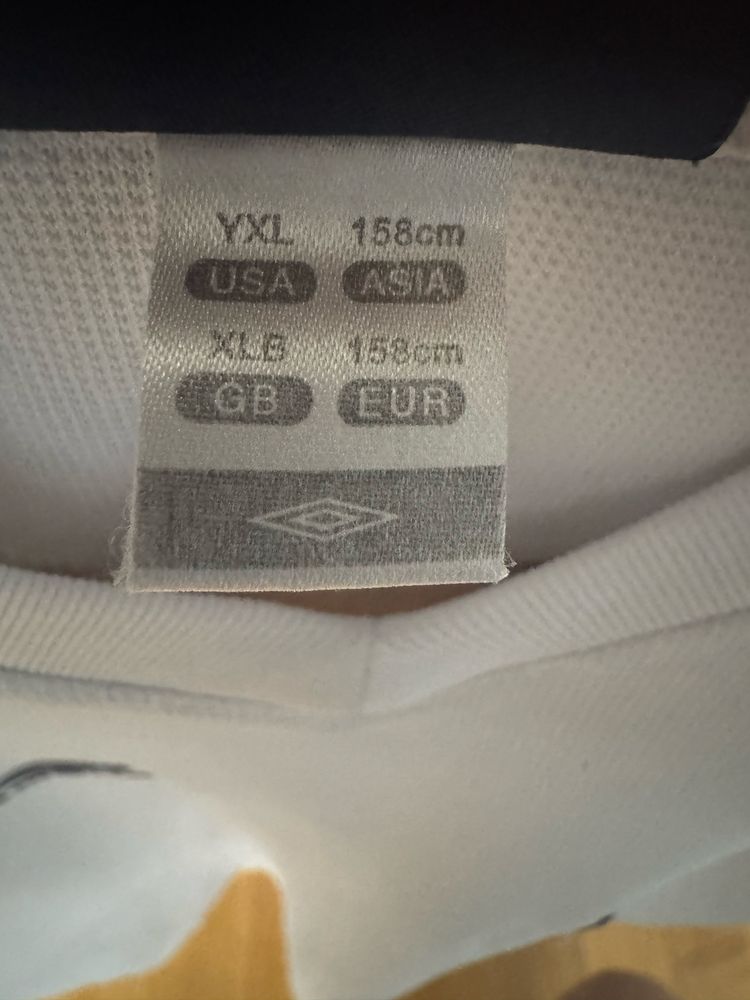 YXL 158cm
USA ASIA
XLB 158cm
GB EUR